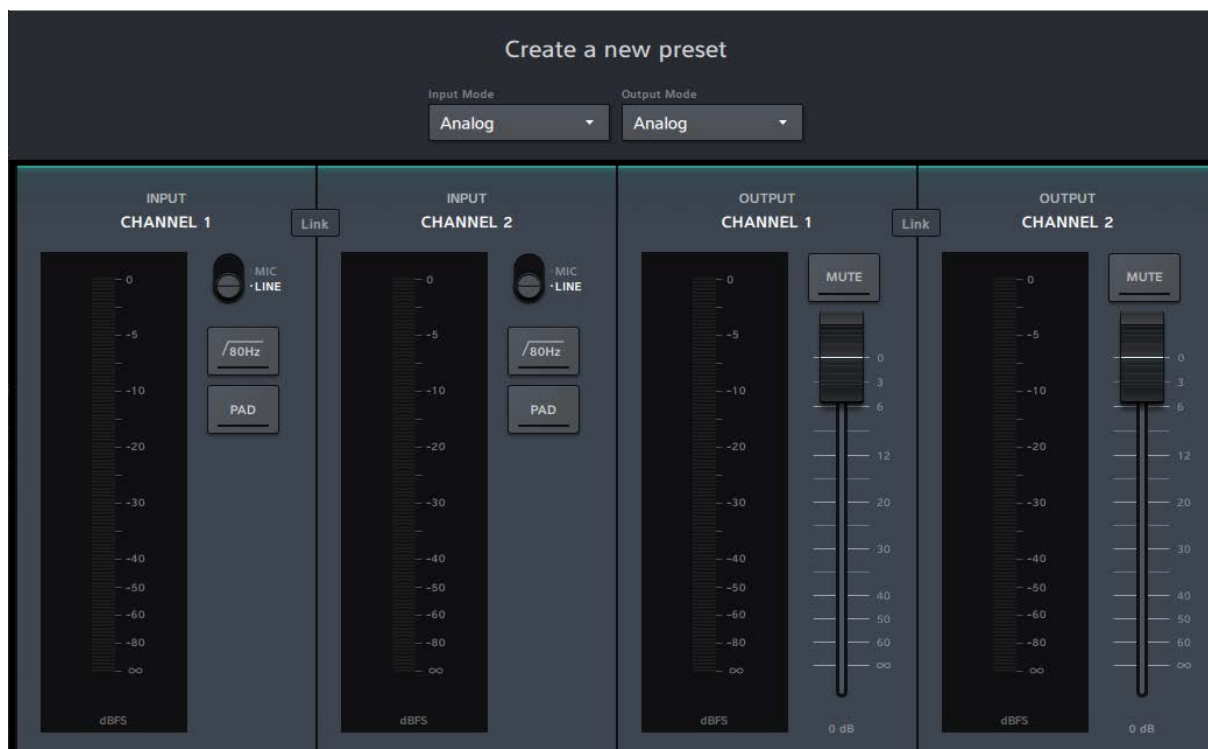 Create a new preset
Input Mode
Output Mode
Analog
Analog
INPUT
CHANNEL 1
Link
INPUT
CHANNEL 2
OUTPUT
CHANNEL 1
Link
OUTPUT
CHANNEL 2
0
-5
-10
-20
-30
-40
-50
-60
-80
∞
dBFS
MIC
·LINE
80Hz
PAD
0
-5
-10
-20
-30
-40
-50
-60
-80
∞
dBFS
MIC
·LINE
80Hz
PAD
0
-5
-10
-20
-30
-40
-50
-60
-80
∞
dBFS
MUTE
0
3
6
12
20
30
40
50
60
∞
0 dB
0
-5
-10
-20
-30
-40
-50
-60
-80
∞
dBFS
MUTE
0
3
6
12
20
30
40
50
60
∞
0 dB